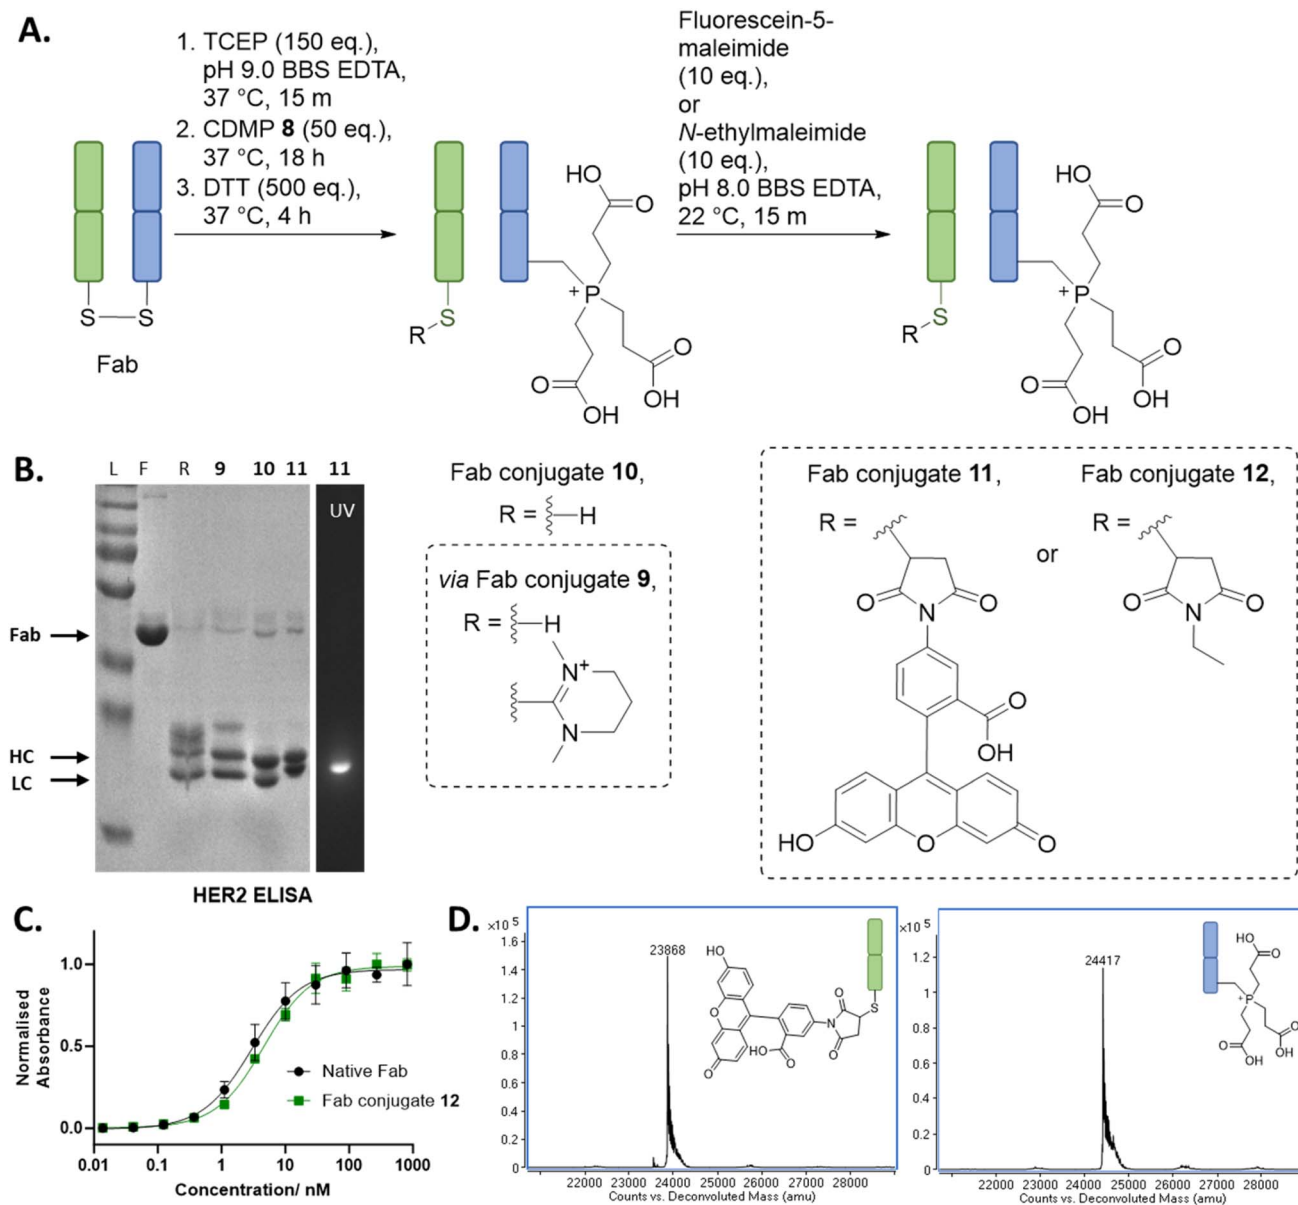 A.
1. TCEP (150 eq.),
pH 9.0 BBS EDTA,
37 °C, 15 m
2. CDMP 8 (50 eq.),
37 °C, 18 h
3. DTT (500 eq.),
37 °C, 4 h
Fluorescein-5-
maleimide
(10 eq.),
or
N-ethylmaleimide
(10 eq.),
pH 8.0 BBS EDTA,
22 °C, 15 m
S S
Fab
R S
HO
O
+P
O
OH
O
OH
R S
HO
O
+P
O
OH
O
OH
B.
L F R 9 10 11 11
UV
Fab
HC
LC
Fab conjugate 10,
R = H
via Fab conjugate 9,
R = H
N+
N
Fab conjugate 11,
R =
O N O
O
OH
HO O O
or
Fab conjugate 12,
R =
O N O
C.
HER2 ELISA
Normalised
Absorbance
1.0
0.5
0.0
Native Fab
Fab conjugate 12
0.01 0.1 1 10 100 1000
Concentration/ nM
D.
×10 5
1.6
1.4
1.2
1
0.8
0.6
0.4
0.2
0
23868
HO
O
O
HO O
O
N
O
S
22000 23000 24000 25000 26000 27000 28000
Counts vs. Deconvoluted Mass (amu)
×10 5
1.2
1
0.8
0.6
0.4
0.2
0
24417
HO
O
+P
O
OH
O
OH
22000 23000 24000 25000 26000 27000 28000
Counts vs. Deconvoluted Mass (amu)